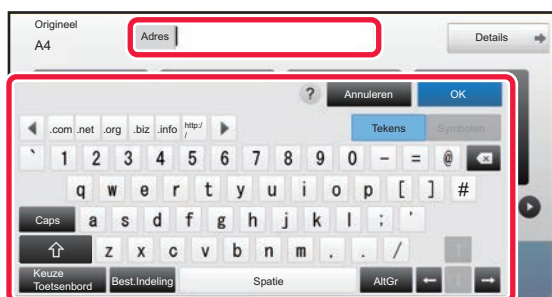 Origineel
A4
Adres
Details
? Annuleren OK
.com .net .org .biz .info http:/
/
Tekens Symbolen
` 1 2 3 4 5 6 7 8 9 0 - = @
q w e r t y u i o p [ ] #
Caps a s d f g h j k l ; '
z x c v b n m . . /
Keuze
Toetsenbord
Best.Indeling Spatie AltGr